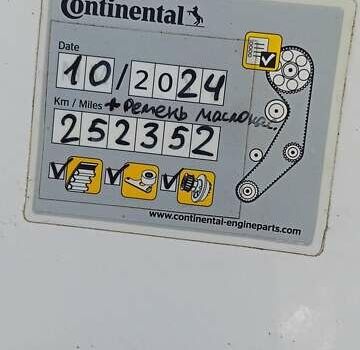 Continental
Date
10/2024
Km / Miles + ремень маслонас.
252352
www.continental-engineparts.com